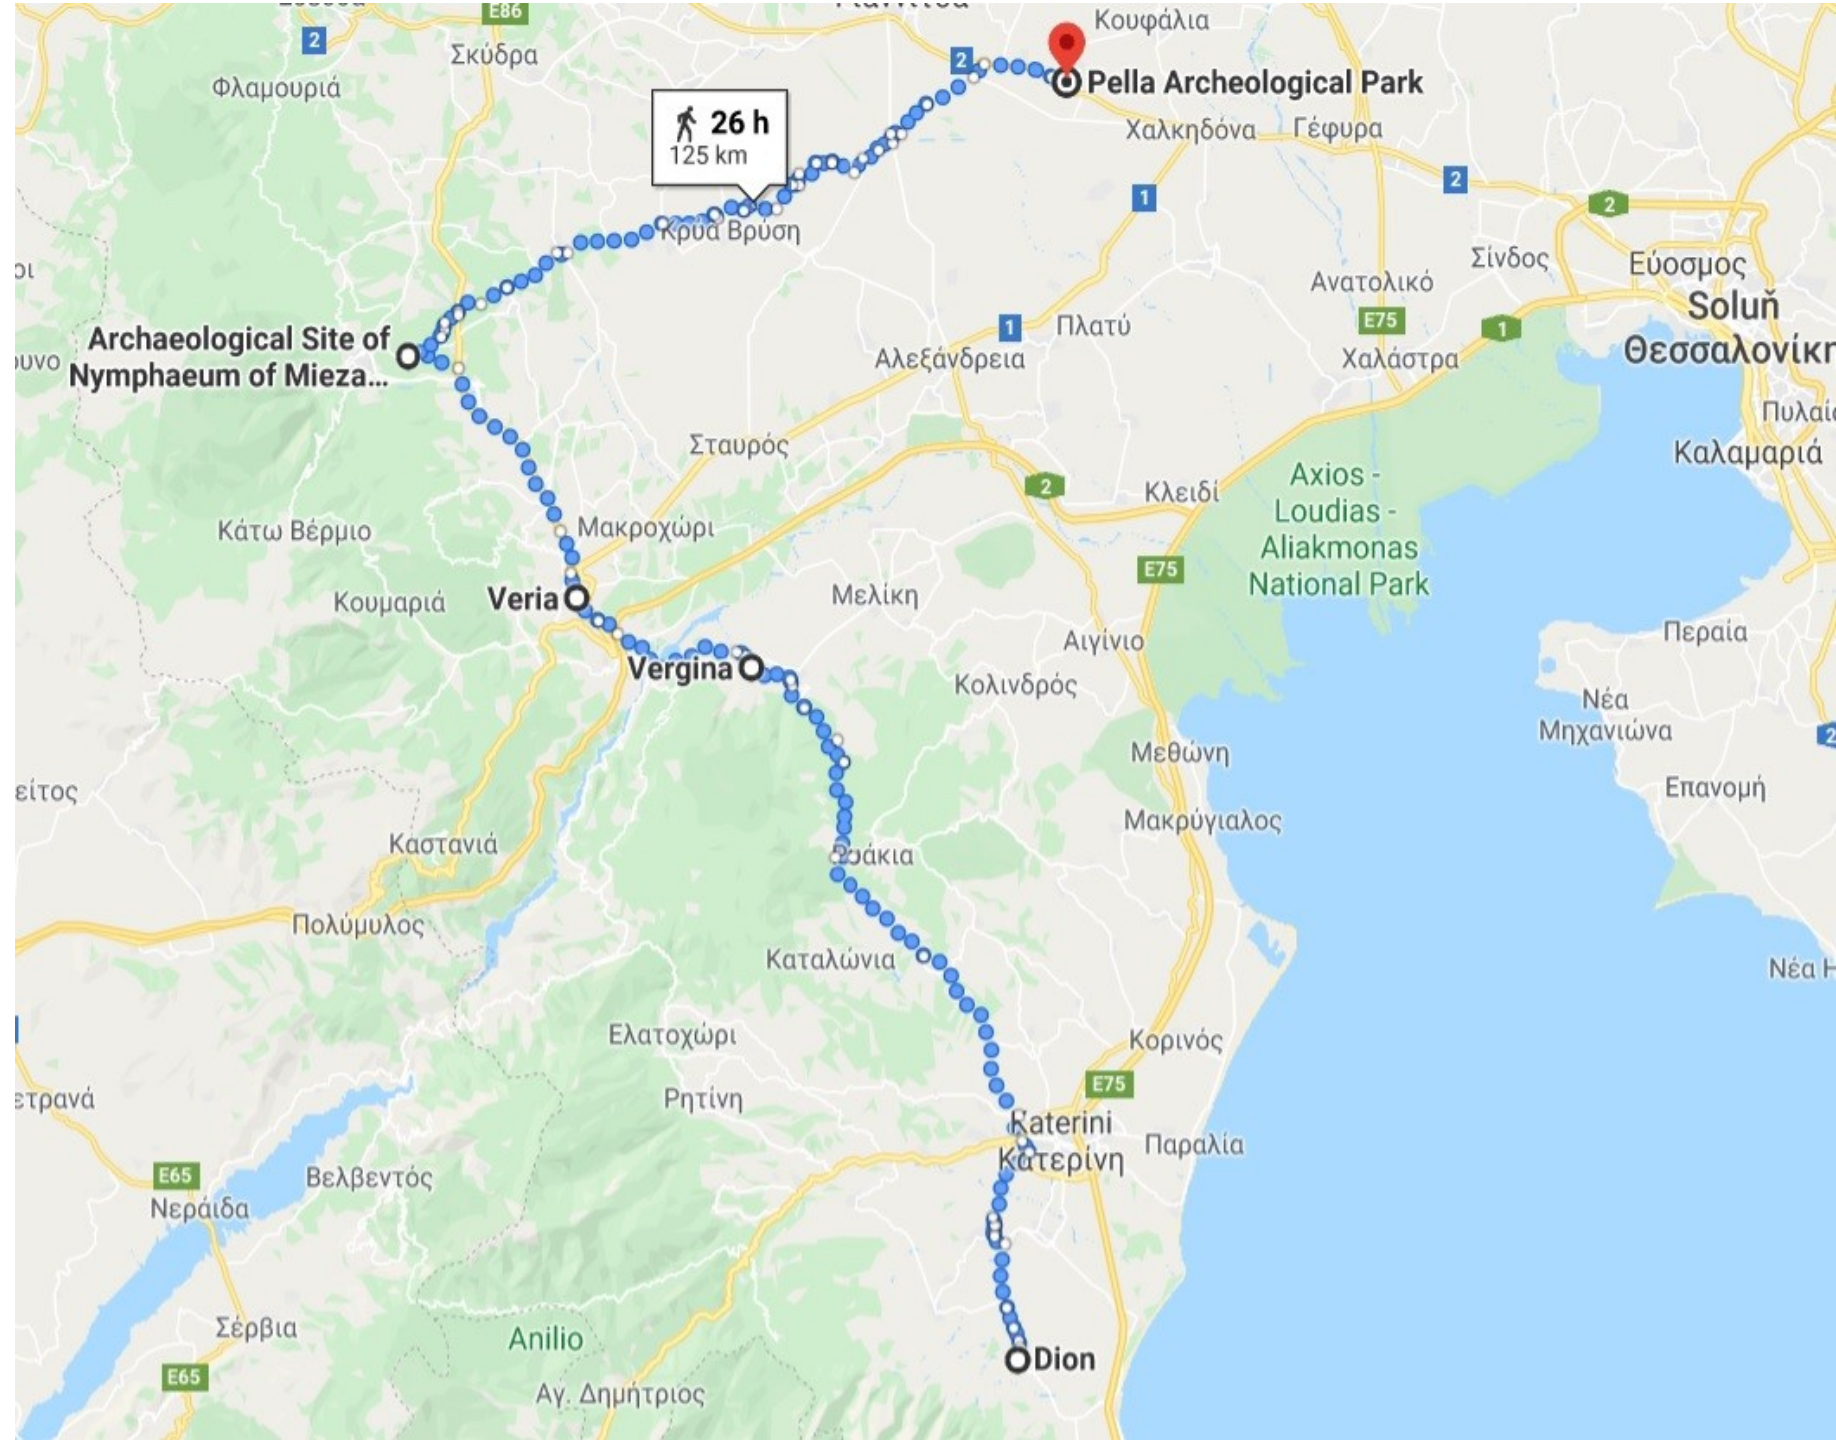 E86
2
Σκύδρα
Κουφάλια
Φλαμουριά
2
Pella Archeological Park
26 h
125 km
Χαλκηδόνα
Γέφυρα
1
2
2
Κρύα Βρύση
Σίνδος
Εύοσμος
Ανατολικό
Soluň
Θεσσαλονίκη
E75
1
1
Πλατύ
Archaeological Site of
Nymphaeum of Mieza...
Αλεξάνδρεια
Χαλάστρα
Καλαμαριά
Σταυρός
2
Κλειδί
Axios -
Loudias -
Aliakmonas
National Park
Κάτω Βέρμιο
Μακροχώρι
E75
Veria
Κουμαριά
Μελίκη
Αιγίνιο
Περαία
Vergina
Κολινδρός
Νέα
Μηχανιώνα
2
Μεθώνη
Επανομή
Μακρύγιαλος
Καστανιά
Πολύμυλος
Καταλώνια
Ελατοχώρι
Κορινός
E75
Ρητίνη
Katerini
Κατερίνη
Παραλία
E65
Νεράιδα
Βελβεντός
Σέρβια
Anilio
Dion
E65
Αγ. Δημήτριος